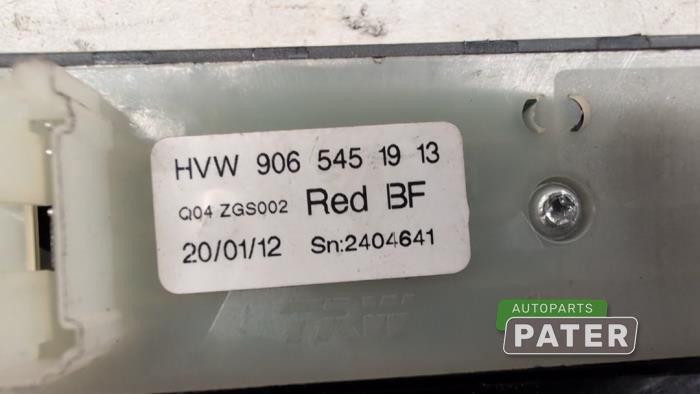 HVW 906 545 19 13
Q04 ZGS002 Red BF
20/01/12 Sn:2404641
TRW
AUTOPARTS
PATER